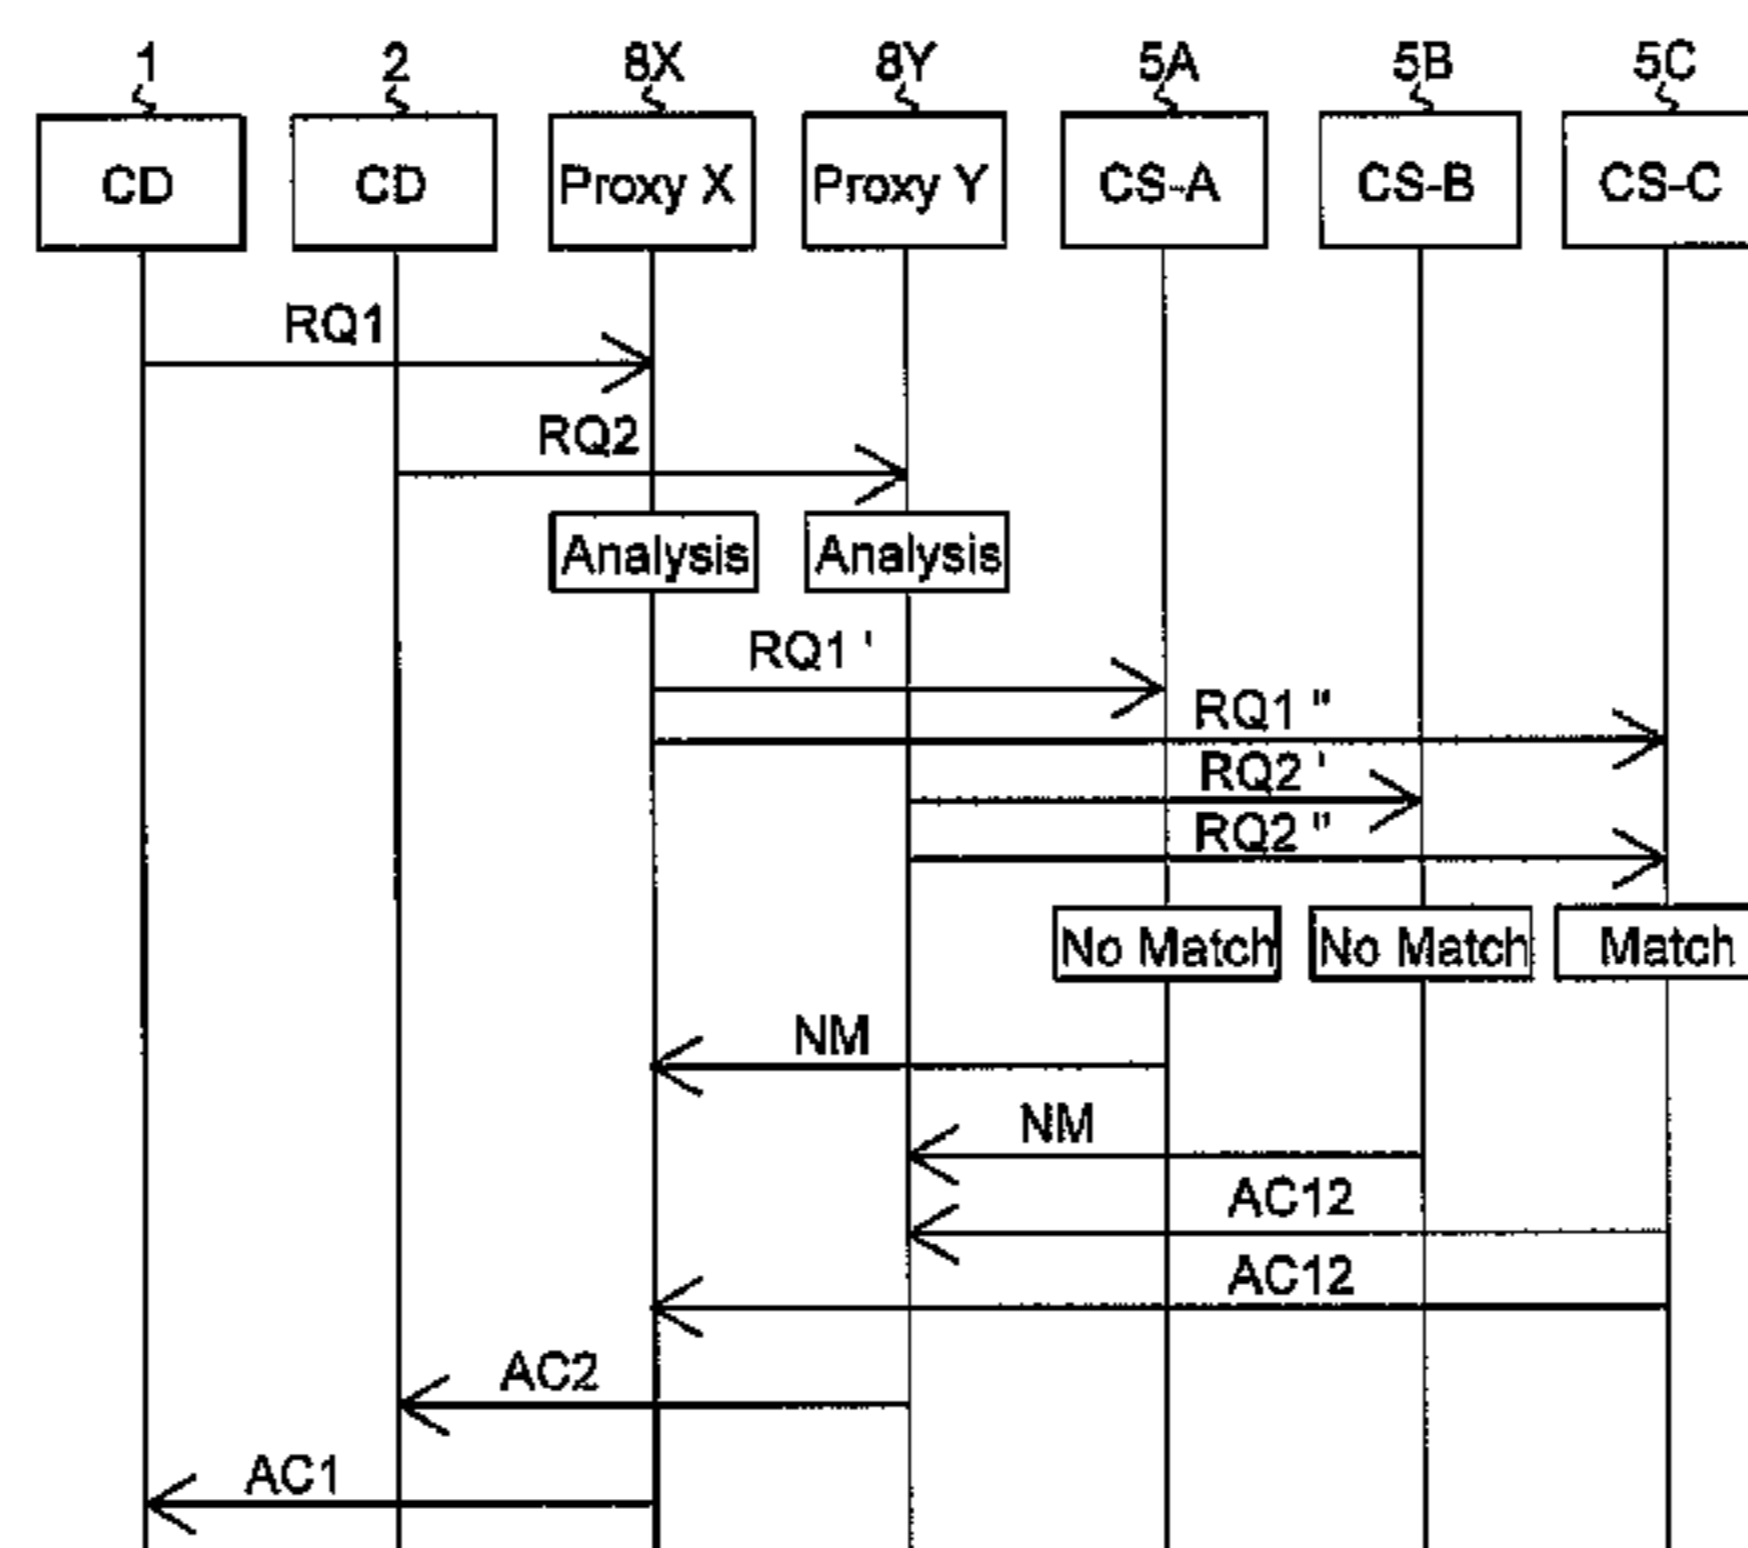 1 2 8X 8Y 5A 5B 5C
CD CD Proxy X Proxy Y CS-A CS-B CS-C
RQ1
RQ2
Analysis Analysis
RQ1 '
RQ1 "
RQ2 '
RQ2 "
No Match No Match Match
NM
NM
AC12
AC12
AC2
AC1